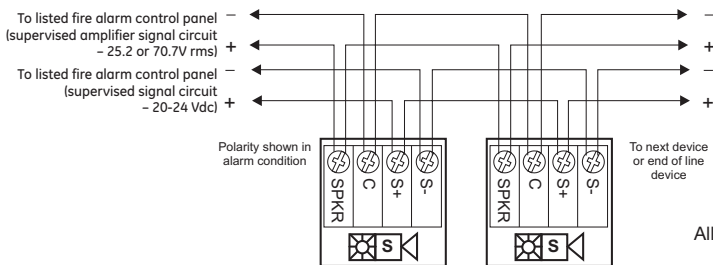 To listed fire alarm control panel – –
(supervised amplifier signal circuit
– 25.2 or 70.7V rms) + +
To listed fire alarm control panel – –
(supervised signal circuit
– 20-24 Vdc) + +
Polarity shown in
alarm condition
SPKR C S+ S-
S
SPKR C S+ S-
S
To next device
or end of line
device
All